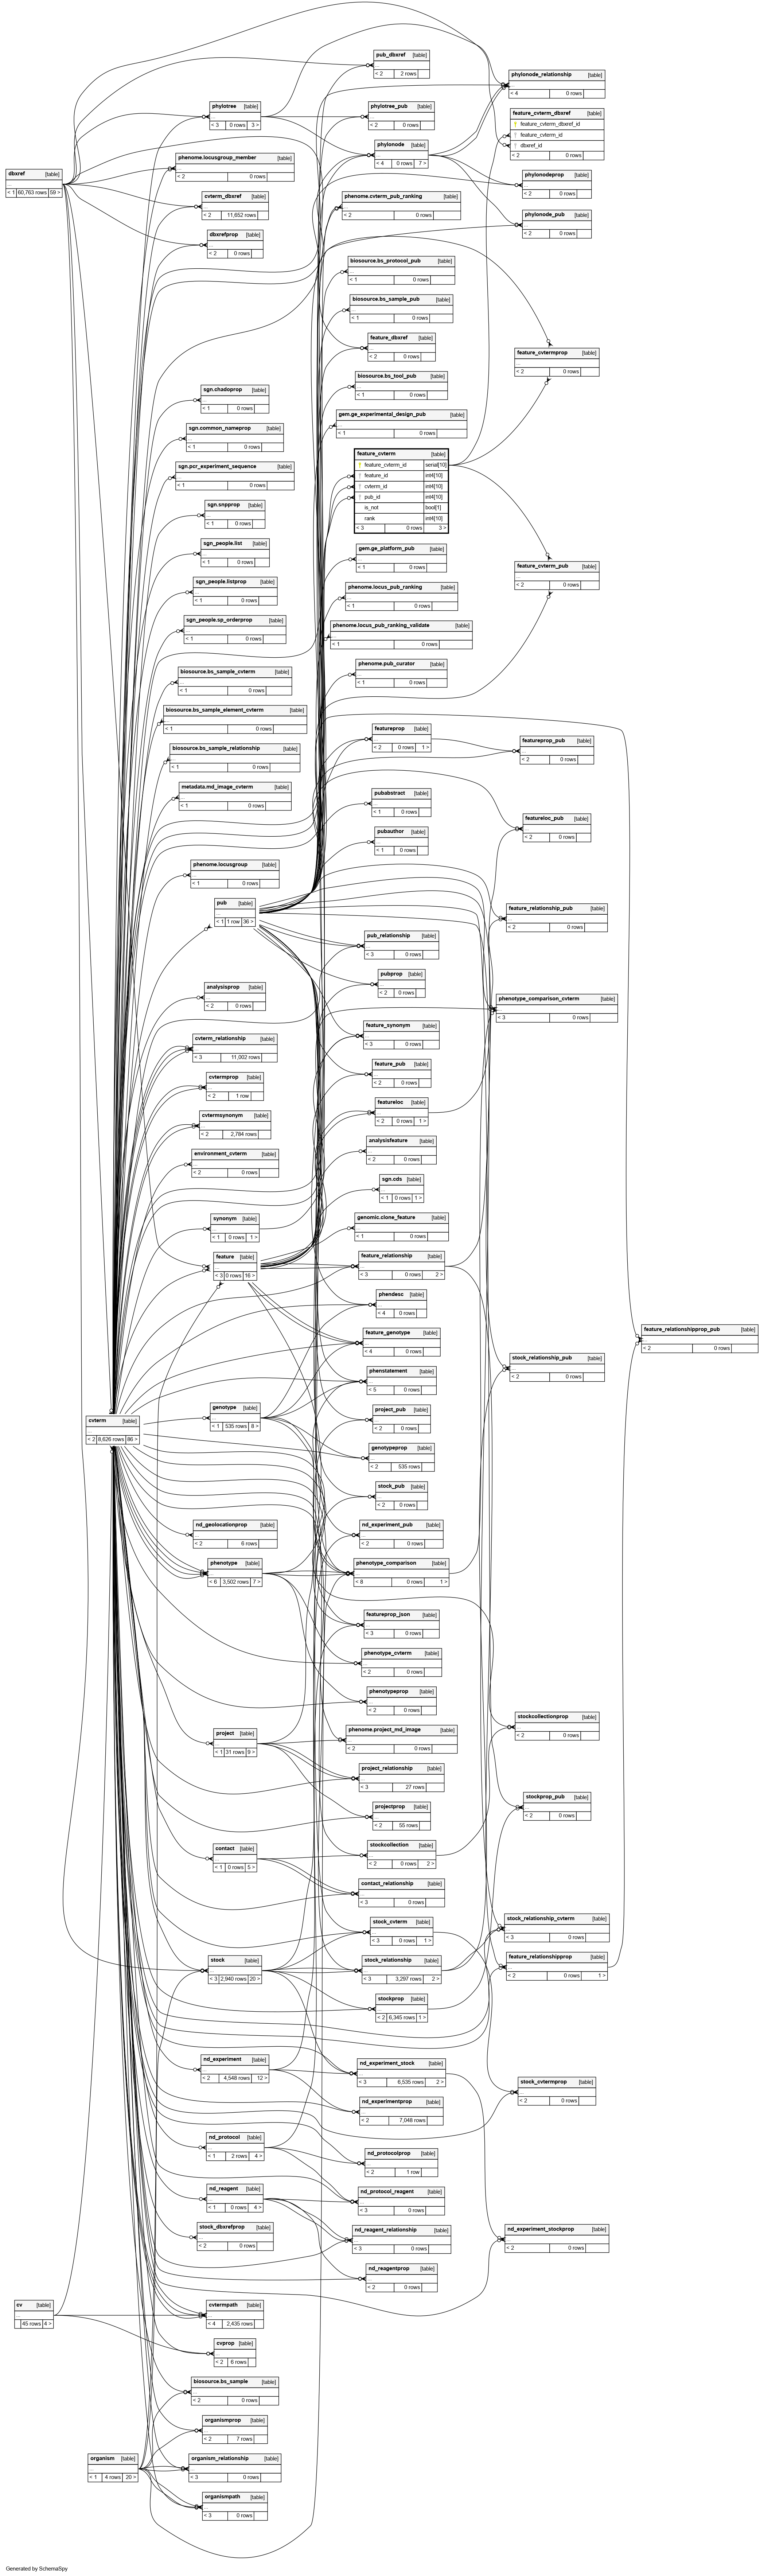 pub_dbxref [table]
...
< 2 2 rows
phylonode_relationship [table]
...
< 4 0 rows
phylotree [table]
...
< 3 0 rows 3 >
phylotree_pub [table]
...
< 2 0 rows
feature_cvterm_dbxref [table]
feature_cvterm_dbxref_id
feature_cvterm_id
dbxref_id
< 2 0 rows
phylonode [table]
...
< 4 0 rows 7 >
phenome.locusgroup_member [table]
...
< 2 0 rows
dbxref [table]
...
< 1 60,763 rows 59 >
phylonodeprop [table]
...
< 2 0 rows
cvterm_dbxref [table]
...
< 2 11,652 rows
phenome.cvterm_pub_ranking [table]
...
< 2 0 rows
phylonode_pub [table]
...
< 2 0 rows
dbxrefprop [table]
...
< 2 0 rows
biosource.bs_protocol_pub [table]
...
< 1 0 rows
biosource.bs_sample_pub [table]
...
< 1 0 rows
feature_dbxref [table]
...
< 2 0 rows
feature_cvtermprop [table]
...
< 2 0 rows
biosource.bs_tool_pub [table]
...
< 1 0 rows
sgn.chadoprop [table]
...
< 1 0 rows
gem.ge_experimental_design_pub [table]
...
< 1 0 rows
sgn.common_nameprop [table]
...
< 1 0 rows
feature_cvterm [table]
feature_cvterm_id serial[10]
feature_id int4[10]
cvterm_id int4[10]
pub_id int4[10]
is_not bool[1]
rank int4[10]
< 3 0 rows 3 >
sgn.pcr_experiment_sequence [table]
...
< 1 0 rows
sgn.snpprop [table]
...
< 1 0 rows
sgn_people.list [table]
...
< 1 0 rows
gem.ge_platform_pub [table]
...
< 1 0 rows
feature_cvterm_pub [table]
...
< 2 0 rows
sgn_people.listprop [table]
...
< 1 0 rows
phenome.locus_pub_ranking [table]
...
< 1 0 rows
sgn_people.sp_orderprop [table]
...
< 1 0 rows
phenome.locus_pub_ranking_validate [table]
...
< 1 0 rows
biosource.bs_sample_cvterm [table]
...
< 1 0 rows
phenome.pub_curator [table]
...
< 1 0 rows
biosource.bs_sample_element_cvterm [table]
...
< 1 0 rows
featureprop [table]
...
< 2 0 rows 1 >
featureprop_pub [table]
...
< 2 0 rows
biosource.bs_sample_relationship [table]
...
< 1 0 rows
metadata.md_image_cvterm [table]
...
< 1 0 rows
pubabstract [table]
...
< 1 0 rows
featureloc_pub [table]
...
< 2 0 rows
pubauthor [table]
...
< 1 0 rows
phenome.locusgroup [table]
...
< 1 0 rows
pub [table]
...
< 1 1 row 36 >
feature_relationship_pub [table]
...
< 2 0 rows
pub_relationship [table]
...
< 3 0 rows
pubprop [table]
...
< 2 0 rows
analysisprop [table]
...
< 2 0 rows
phenotype_comparison_cvterm [table]
...
< 3 0 rows
feature_synonym [table]
...
< 3 0 rows
cvterm_relationship [table]
...
< 3 11,002 rows
feature_pub [table]
...
< 2 0 rows
cvtermprop [table]
...
< 2 1 row
featureloc [table]
...
< 2 0 rows 1 >
cvtermsynonym [table]
...
< 2 2,784 rows
analysisfeature [table]
...
< 2 0 rows
environment_cvterm [table]
...
< 2 0 rows
sgn.cds [table]
...
< 1 0 rows 1 >
synonym [table]
...
< 1 0 rows 1 >
genomic.clone_feature [table]
...
< 1 0 rows
feature [table]
...
< 3 0 rows 16 >
feature_relationship [table]
...
< 3 0 rows 2 >
phendesc [table]
...
< 4 0 rows
feature_genotype [table]
...
< 4 0 rows
feature_relationshipprop_pub [table]
...
< 2 0 rows
stock_relationship_pub [table]
...
< 2 0 rows
phenstatement [table]
...
< 5 0 rows
genotype [table]
...
< 1 535 rows 8 >
project_pub [table]
...
< 2 0 rows
cvterm [table]
...
< 2 8,626 rows 86 >
genotypeprop [table]
...
< 2 535 rows
stock_pub [table]
...
< 2 0 rows
nd_geolocationprop [table]
...
< 2 6 rows
nd_experiment_pub [table]
...
< 2 0 rows
phenotype [table]
...
< 6 3,502 rows 7 >
phenotype_comparison [table]
...
< 8 0 rows 1 >
featureprop_json [table]
...
< 3 0 rows
phenotype_cvterm [table]
...
< 2 0 rows
phenotypeprop [table]
...
< 2 0 rows
stockcollectionprop [table]
...
< 2 0 rows
project [table]
...
< 1 31 rows 9 >
phenome.project_md_image [table]
...
< 2 0 rows
project_relationship [table]
...
< 3 27 rows
stockprop_pub [table]
...
< 2 0 rows
projectprop [table]
...
< 2 55 rows
contact [table]
...
< 1 0 rows 5 >
stockcollection [table]
...
< 2 0 rows 2 >
contact_relationship [table]
...
< 3 0 rows
stock_cvterm [table]
...
< 3 0 rows 1 >
stock_relationship_cvterm [table]
...
< 3 0 rows
stock [table]
...
< 3 2,940 rows 20 >
stock_relationship [table]
...
< 3 3,297 rows 2 >
feature_relationshipprop [table]
...
< 2 0 rows 1 >
stockprop [table]
...
< 2 6,345 rows 1 >
nd_experiment [table]
...
< 2 4,548 rows 12 >
nd_experiment_stock [table]
...
< 3 6,535 rows 2 >
stock_cvtermprop [table]
...
< 2 0 rows
nd_experimentprop [table]
...
< 2 7,048 rows
nd_protocol [table]
...
< 1 2 rows 4 >
nd_protocolprop [table]
...
< 2 1 row
nd_reagent [table]
...
< 1 0 rows 4 >
nd_protocol_reagent [table]
...
< 3 0 rows
stock_dbxrefprop [table]
...
< 2 0 rows
nd_reagent_relationship [table]
...
< 3 0 rows
nd_experiment_stockprop [table]
...
< 2 0 rows
nd_reagentprop [table]
...
< 2 0 rows
cv [table]
...
45 rows 4 >
cvtermpath [table]
...
< 4 2,435 rows
cvprop [table]
...
< 2 6 rows
biosource.bs_sample [table]
...
< 2 0 rows
organismprop [table]
...
< 2 7 rows
organism [table]
...
< 1 4 rows 20 >
organism_relationship [table]
...
< 3 0 rows
organismpath [table]
...
< 3 0 rows
Generated by SchemaSpy